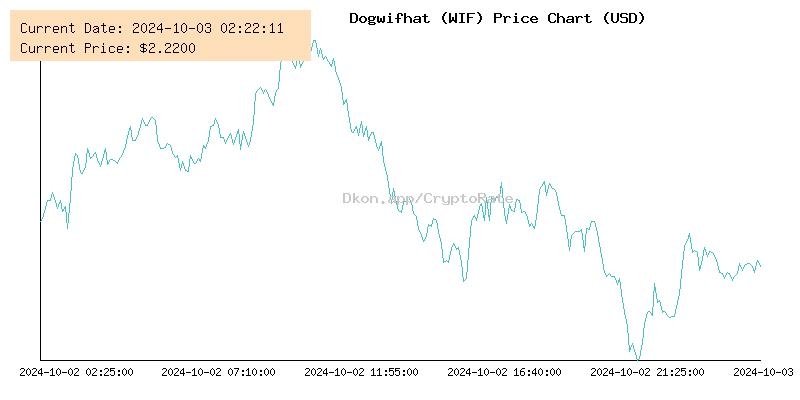 Dogwifhat (WIF) Price Chart (USD)
Current Date: 2024-10-03 02:22:11
Current Price: $2.2200
Dkon.app/CryptoRate
2024-10-02 02:25:00 2024-10-02 07:10:00 2024-10-02 11:55:00 2024-10-02 16:40:00 2024-10-02 21:25:00 2024-10-03